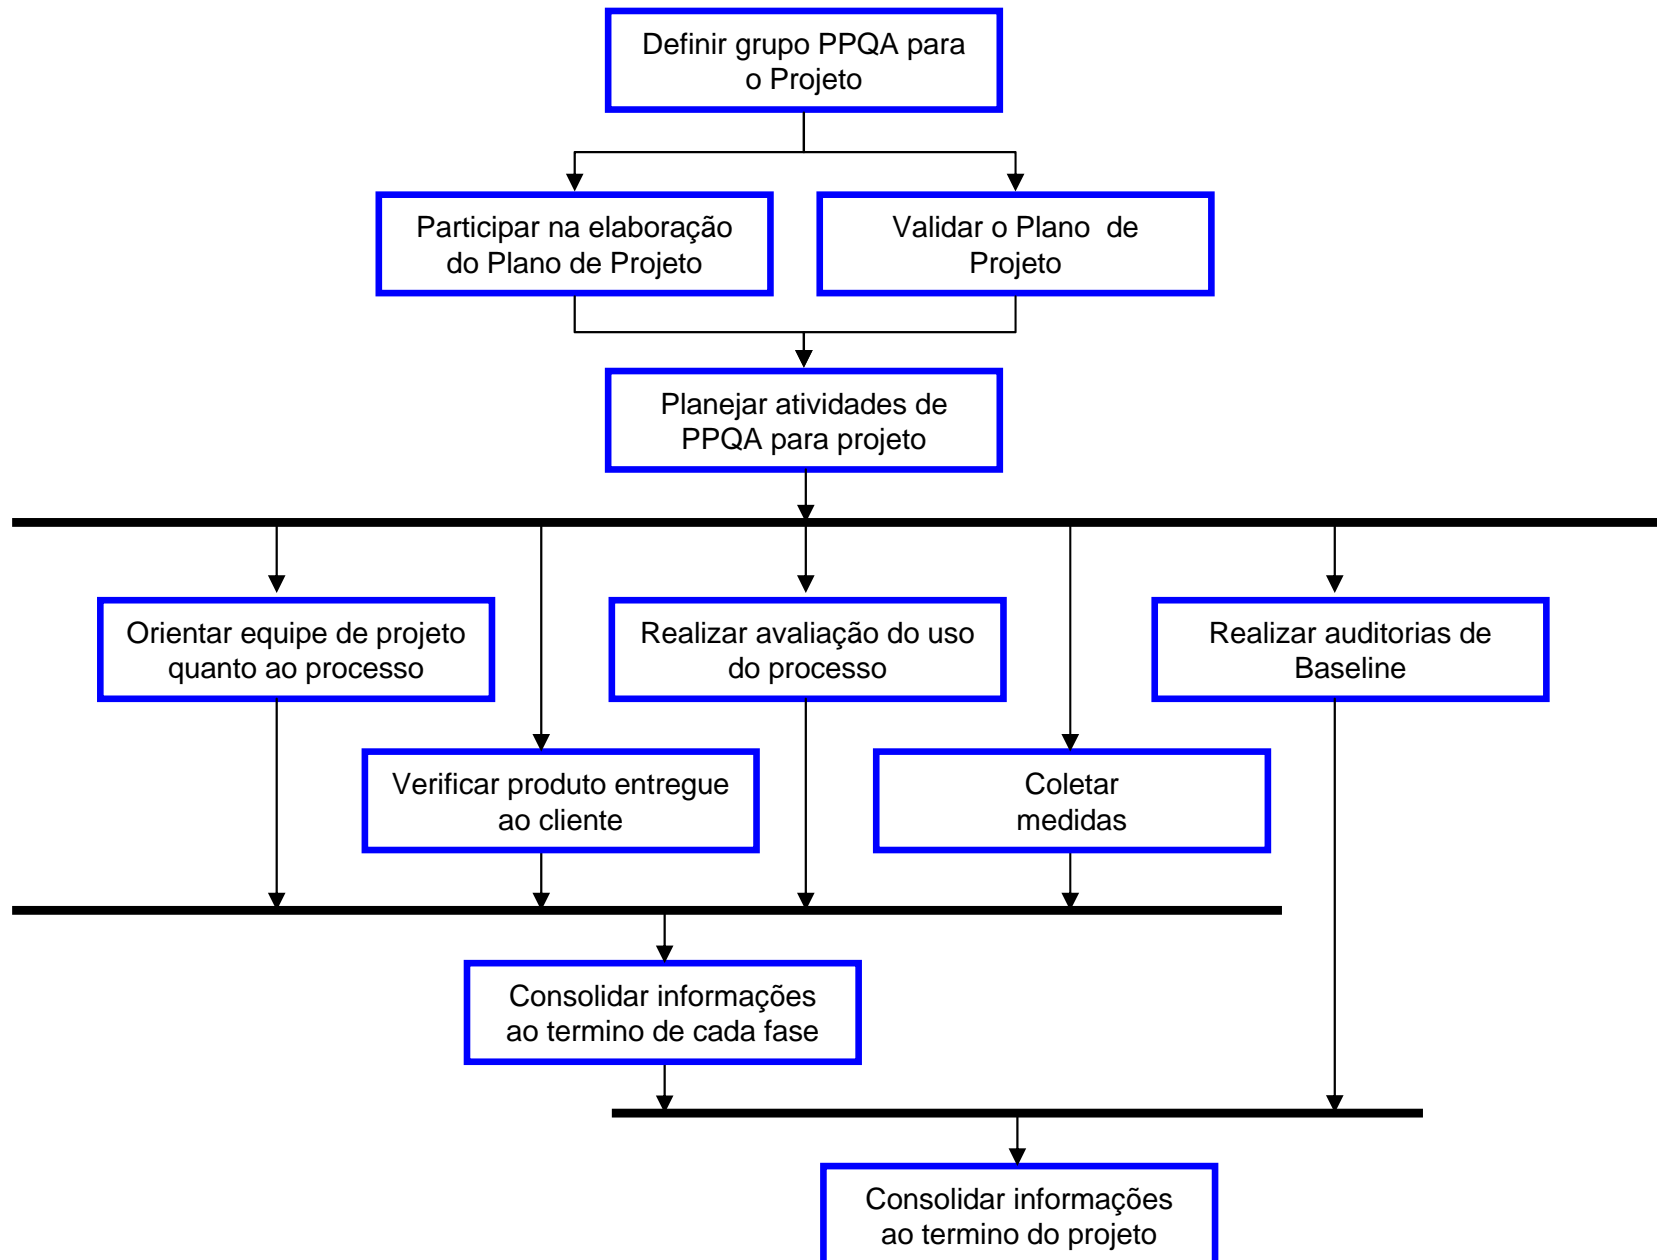 Definir grupo PPQA para
o Projeto
Participar na elaboração
do Plano de Projeto
Validar o Plano  de
Projeto
Planejar atividades de
PPQA para projeto
Orientar equipe de projeto
quanto ao processo
Realizar avaliação do uso
do processo
Realizar auditorias de
Baseline
Verificar produto entregue
ao cliente
Coletar
medidas
Consolidar informações
ao termino de cada fase
Consolidar informações
ao termino do projeto